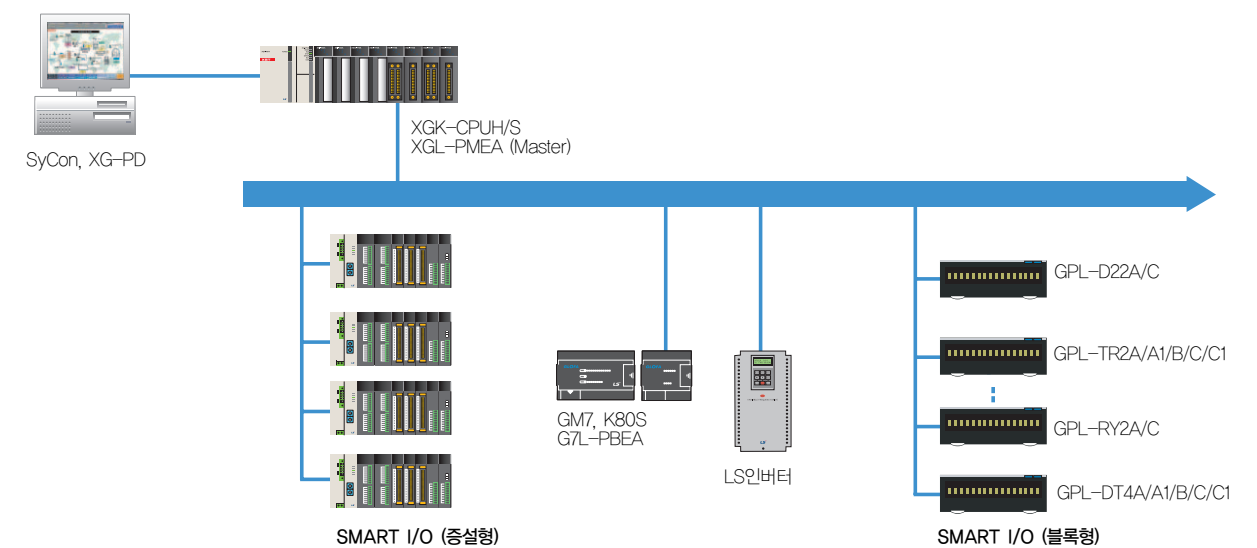 SyCon, XG-PD
XGK-CPUH/S
XGL-PMEA (Master)
GM7, K80S
G7L-PBEA
LS인버터
GPL-D22A/C
GPL-TR2A/A1/B/C/C1
GPL-RY2A/C
GPL-DT4A/A1/B/C/C1
SMART I/O (증설형)
SMART I/O (블록형)